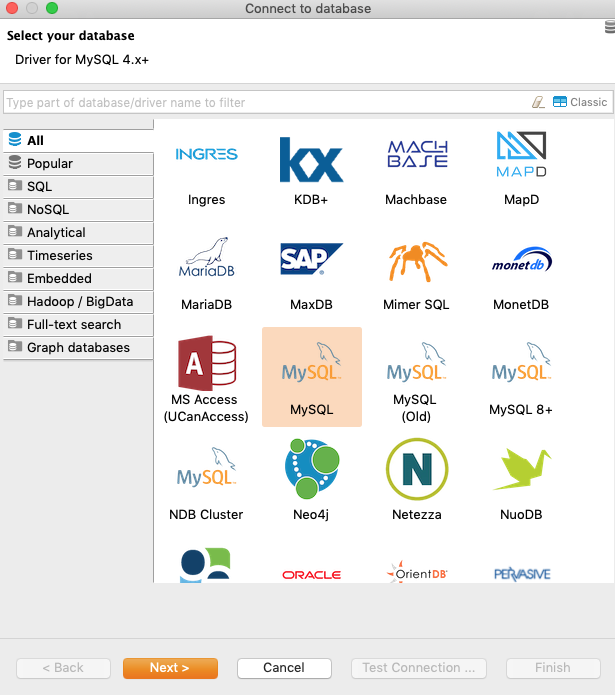 Connect to database
Select your database
Driver for MySQL 4.x+
Type part of database/driver name to filter
Classic
All
Popular
SQL
NoSQL
Analytical
Timeseries
Embedded
Hadoop / BigData
Full-text search
Graph databases
INGRES
kx
MACHBASE
MAPD
Ingres
KDB+
Machbase
MapD
MariaDB
SAP
monetdb
MariaDB
MaxDB
Mimer SQL
MonetDB
A
MySQL
MySQL
MySQL
MS Access
(UCanAccess)
MySQL
MySQL
(Old)
MySQL 8+
MySQL
N
NDB Cluster
Neo4j
Netezza
NuoDB
ORACLE
OrientDB
PERVASIVE
< Back
Next >
Cancel
Test Connection ...
Finish